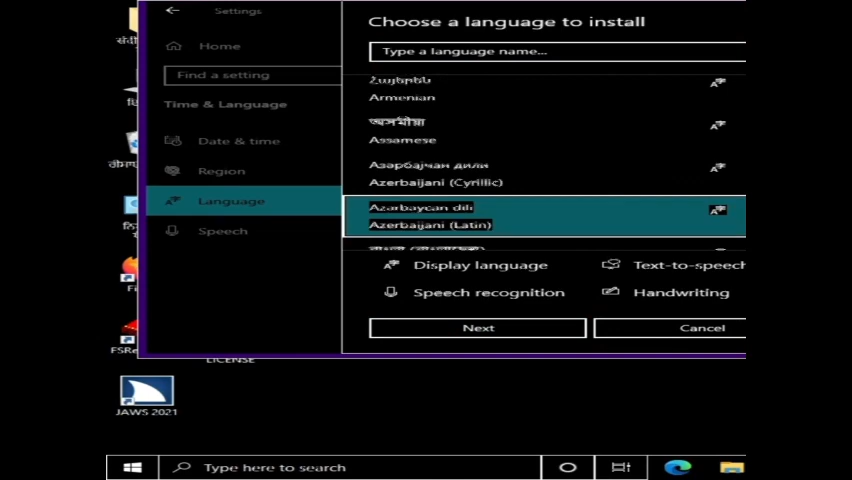 Settings
Home
Find a setting
Time & Language
Date & time
Region
Language
Speech
Choose a language to install
Type a language name...
Հայերեն
Armenian
অসমীয়া
Assamese
Азәрбајҹан дили
Azerbaijani (Cyrillic)
Azərbaycan dili
Azerbaijani (Latin)
Display language
Text-to-speech
Speech recognition
Handwriting
Next
Cancel
LICENSE
JAWS 2021
Type here to search